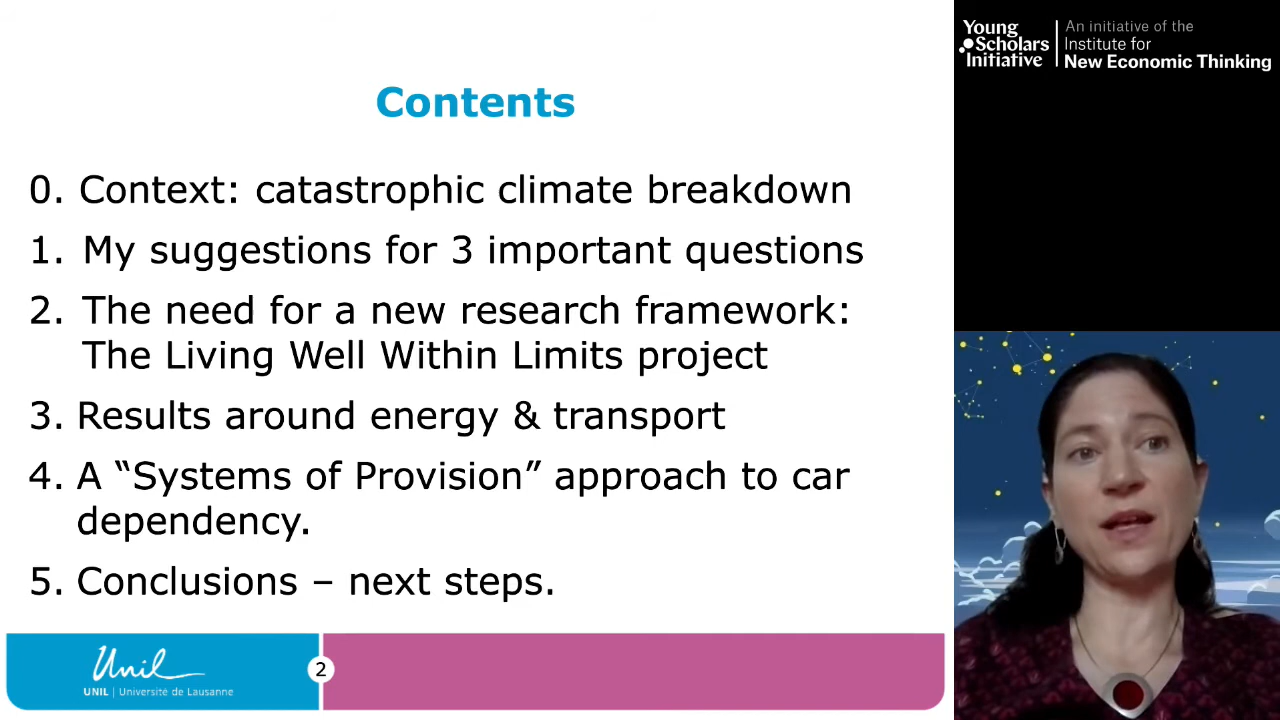 Contents
0. Context: catastrophic climate breakdown
1. My suggestions for 3 important questions
2. The need for a new research framework:
The Living Well Within Limits project
3. Results around energy & transport
4. A “Systems of Provision” approach to car
dependency.
5. Conclusions – next steps.
Unil
UNIL | Université de Lausanne
2
Young
Scholars
Initiative
An initiative of the
Institute for
New Economic Thinking